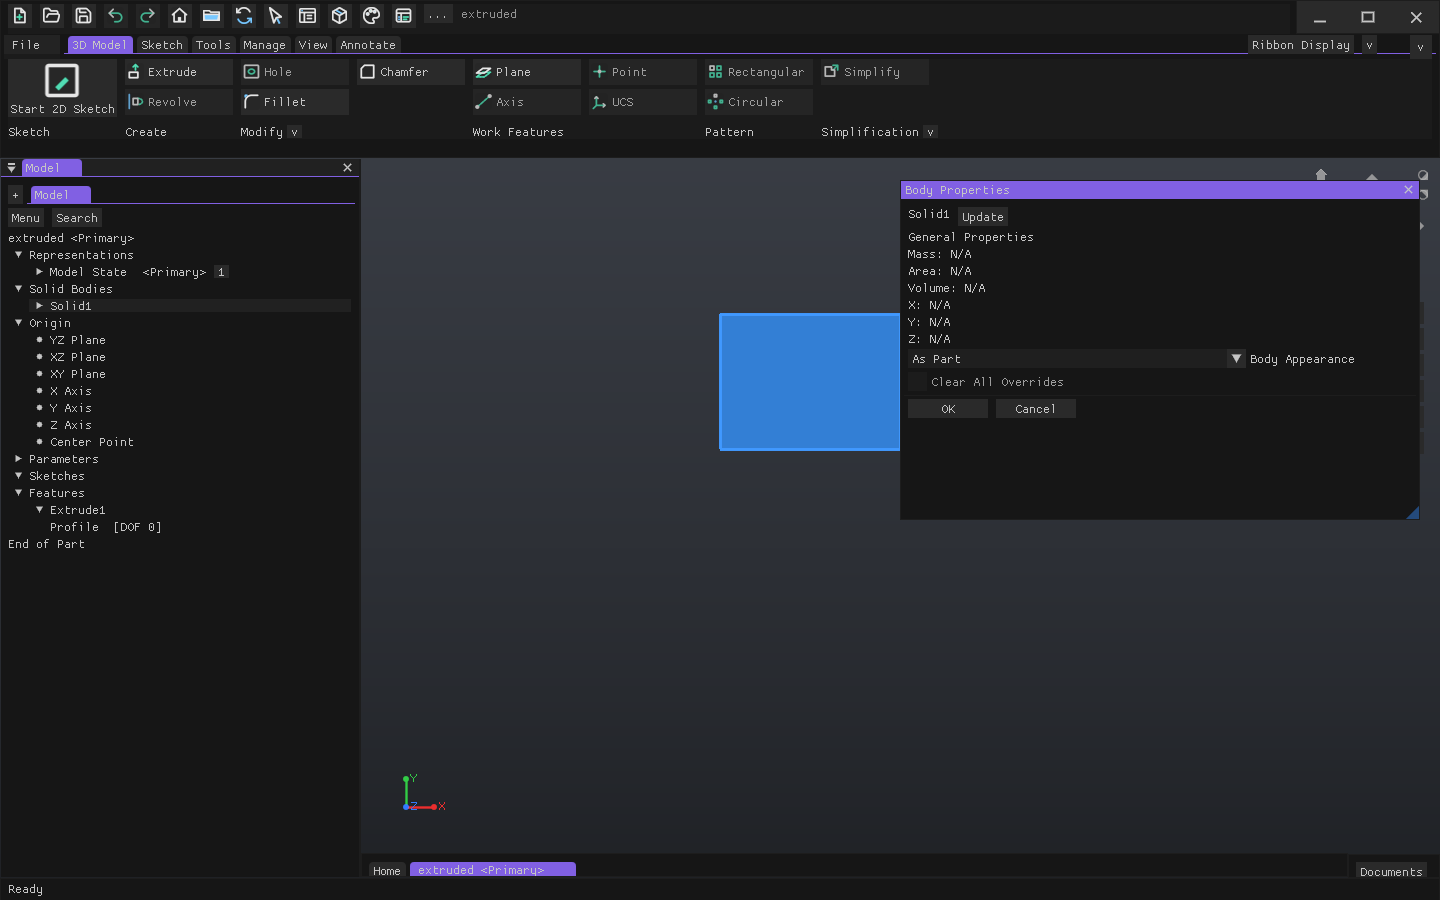 ... extruded
File 3D Model Sketch Tools Manage View Annotate Ribbon Display v v
Start 2D Sketch
Extrude Hole Chamfer Plane Point Rectangular Simplify
Revolve Fillet Axis UCS Circular
Sketch Create Modify v Work Features Pattern Simplification v
Model
+ Model
Menu Search
extruded <Primary>
Representations
Model State <Primary> 1
Solid Bodies
Solid1
Origin
YZ Plane
XZ Plane
XY Plane
X Axis
Y Axis
Z Axis
Center Point
Parameters
Sketches
Features
Extrude1
Profile [DOF 0]
End of Part
Body Properties
Solid1 Update
General Properties
Mass: N/A
Area: N/A
Volume: N/A
X: N/A
Y: N/A
Z: N/A
As Part Body Appearance
Clear All Overrides
OK Cancel
Y
Z X
Home extruded <Primary> Documents
Ready